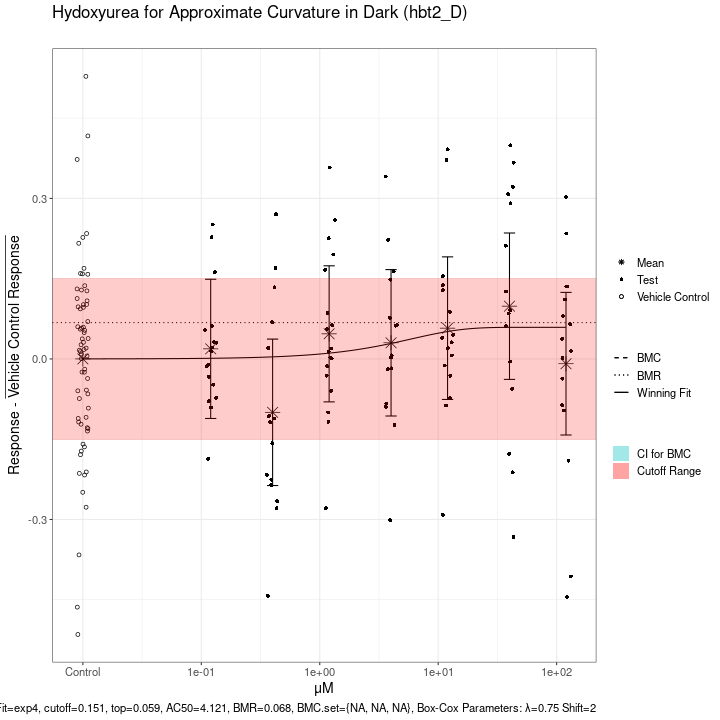 Hydoxyurea for Approximate Curvature in Dark (hbt2_D)
Response - Vehicle Control Response
0.3
0.0
-0.3
Control
1e-01
1e+00
1e+01
1e+02
μM
Mean
Test
Vehicle Control
BMC
BMR
Winning Fit
CI for BMC
Cutoff Range
Fit=exp4, cutoff=0.151, top=0.059, AC50=4.121, BMR=0.068, BMC.set={NA, NA, NA}, Box-Cox Parameters: λ=0.75 Shift=2